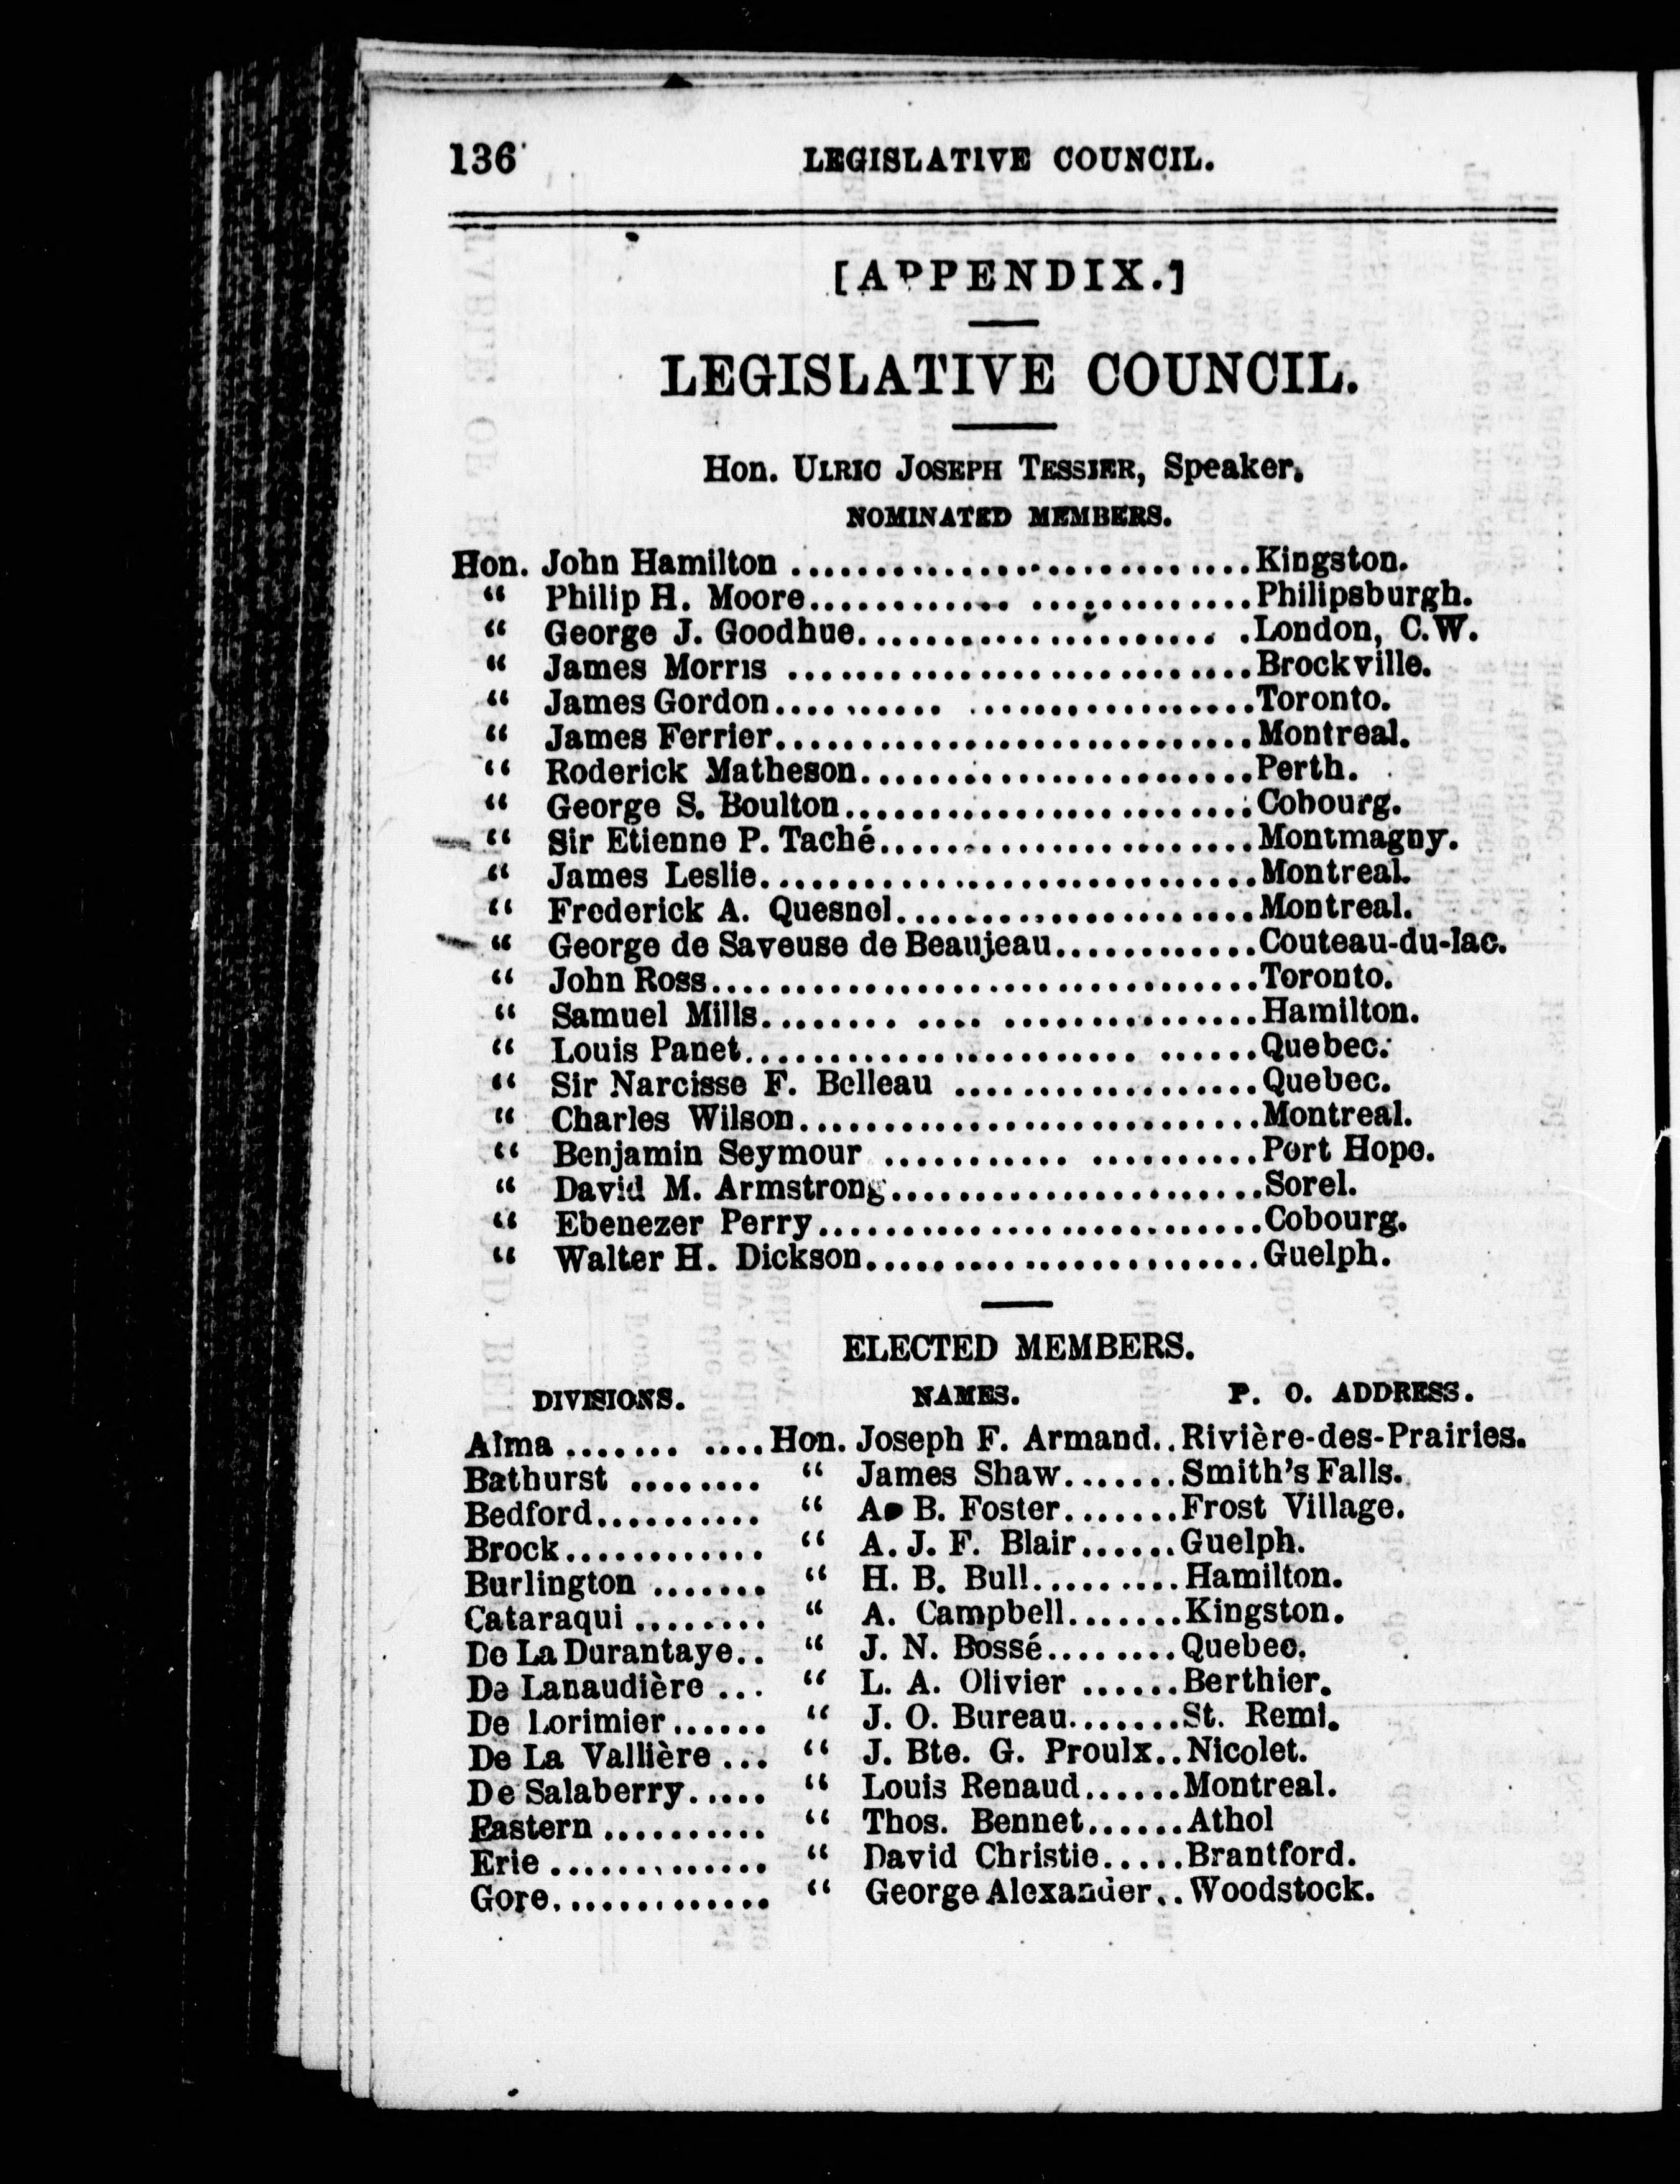 136 LEGISLATIVE COUNCIL.
[APPENDIX.]
LEGISLATIVE COUNCIL.
Hon. ULRIC JOSEPH TESSIER, Speaker.
NOMINATED MEMBERS.
Hon. John Hamilton ........................... Kingston.
“ Philip H. Moore........................... Philipsburgh.
“ George J. Goodhue........................ London, C.W.
“ James Morris ........................... Brockville.
“ James Gordon........................... Toronto.
“ James Ferrier........................... Montreal.
“ Roderick Matheson....................... Perth.
“ George S. Boulton........................ Cobourg.
“ Sir Etienne P. Taché...................... Montmagny.
“ James Leslie............................. Montreal.
“ Frederick A. Quesnel..................... Montreal.
“ George de Saveuse de Beaujeau............ Couteau-du-lac.
“ John Ross................................ Toronto.
“ Samuel Mills............................. Hamilton.
“ Louis Panet.............................. Quebec.
“ Sir Narcisse F. Belleau .................. Quebec.
“ Charles Wilson........................... Montreal.
“ Benjamin Seymour ..................... Port Hope.
“ David M. Armstrong...................... Sorel.
“ Ebenezer Perry.......................... Cobourg.
“ Walter H. Dickson....................... Guelph.
ELECTED MEMBERS.
DIVISIONS. NAMES. P. O. ADDRESS.
Alma ........... Hon. Joseph F. Armand.. Rivière-des-Prairies.
Bathurst ........ “ James Shaw....... Smith's Falls.
Bedford.......... “ A. B. Foster....... Frost Village.
Brock............ “ A. J. F. Blair...... Guelph.
Burlington ....... “ H. B. Bull......... Hamilton.
Cataraqui ........ “ A. Campbell....... Kingston.
De La Durantaye.. “ J. N. Bossé........ Quebec.
De Lanaudière ... “ L. A. Olivier ...... Berthier.
De Lorimier...... “ J. O. Bureau....... St. Remi.
De La Vallière ... “ J. Bte. G. Proulx.. Nicolet.
De Salaberry..... “ Louis Renaud...... Montreal.
Eastern .......... “ Thos. Bennet...... Athol
Erie ............. “ David Christie..... Brantford.
Gore............. “ George Alexander.. Woodstock.